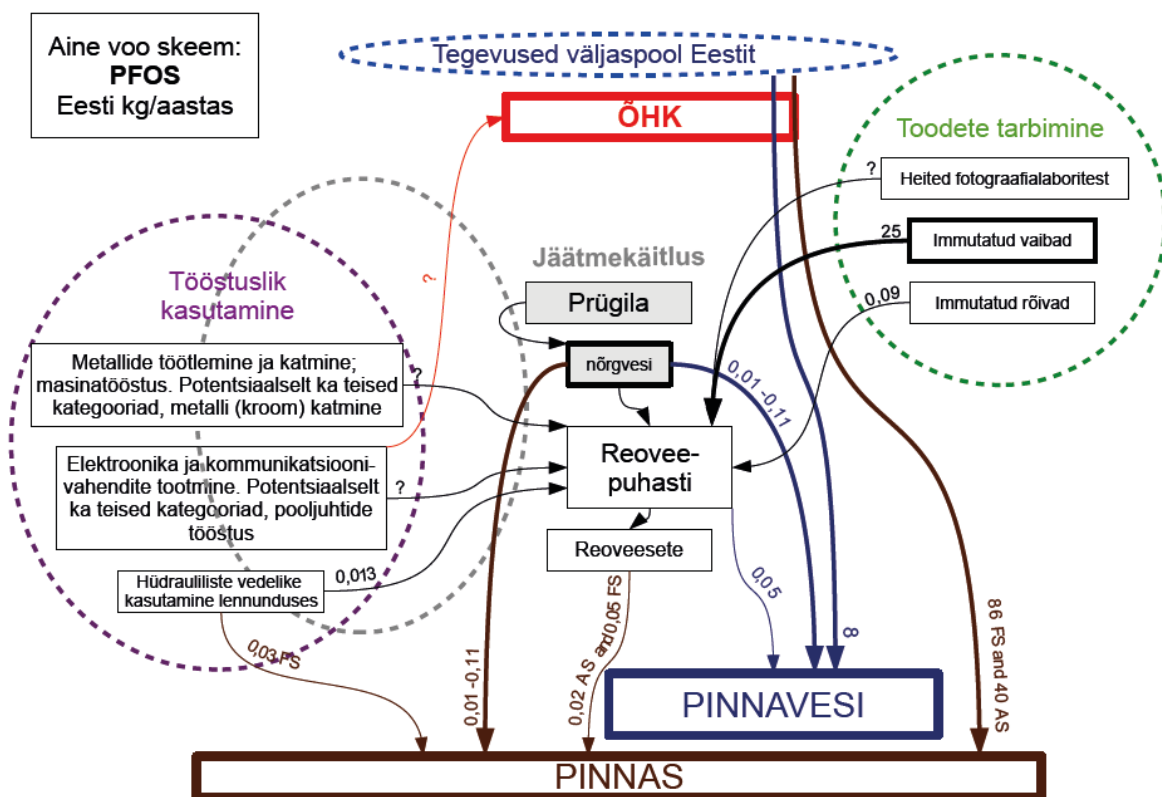 Aine voo skeem:
PFOS
Eesti kg/aastas
Tegevused väljaspool Eestit
ÕHK
Toodete tarbimine
?
Heited fotograafialaboritest
25
Immutatud vaibad
0,09
Immutatud rõivad
Jäätmekäitlus
Prügila
nõrgvesi
Tööstuslik
kasutamine
?
Metallide töötlemine ja katmine;
masinatööstus. Potentsiaalselt ka teised
kategooriad, metalli (kroom) katmine
?
Elektroonika ja kommunikatsiooni-
vahendite tootmine. Potentsiaalselt
ka teised kategooriad, pooljuhtide
tööstus
?
Hüdrauliliste vedelike
kasutamine lennunduses
0,013
Reovee-
puhasti
Reoveesete
0,01 -0,11
0,05
8
0,03 FS
0,01 -0,11
0,02 AS and 0,05 FS
86 FS and 40 AS
PINNAVESI
PINNAS